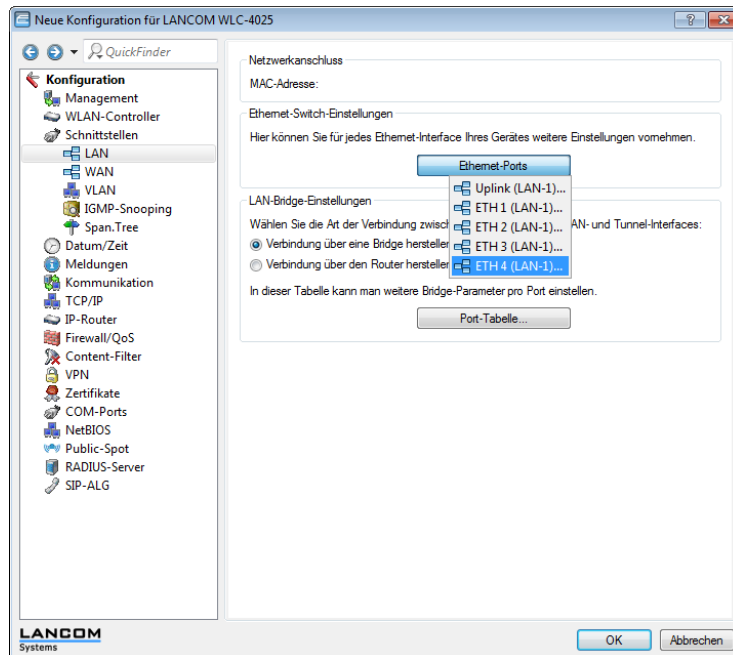 Neue Konfiguration für LANCOM WLC-4025
QuickFinder
Konfiguration
Management
WLAN-Controller
Schnittstellen
LAN
WAN
VLAN
IGMP-Snooping
Span.Tree
Datum/Zeit
Meldungen
Kommunikation
TCP/IP
IP-Router
Firewall/QoS
Content-Filter
VPN
Zertifikate
COM-Ports
NetBIOS
Public-Spot
RADIUS-Server
SIP-ALG
Netzwerkanschluss
MAC-Adresse:
Ethernet-Switch-Einstellungen
Hier können Sie für jedes Ethernet-Interface Ihres Gerätes weitere Einstellungen vornehmen.
Ethernet-Ports
Uplink (LAN-1)...
ETH 1 (LAN-1)...
ETH 2 (LAN-1)...
ETH 3 (LAN-1)...
ETH 4 (LAN-1)...
LAN-Bridge-Einstellungen
Wählen Sie die Art der Verbindung zwisch AN- und Tunnel-Interfaces:
Verbindung über eine Bridge hersteller
Verbindung über den Router hersteller
In dieser Tabelle kann man weitere Bridge-Parameter pro Port einstellen.
Port-Tabelle...
LANCOM
Systems
OK
Abbrechen